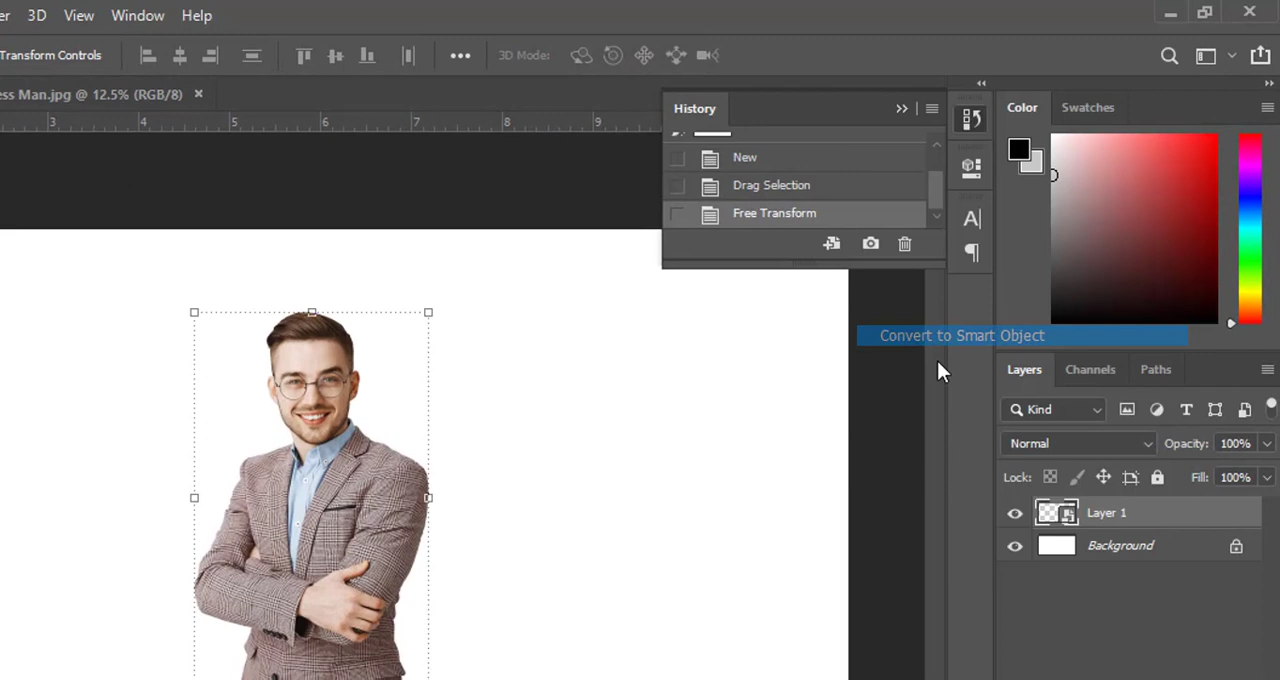 er 3D View Window Help
Transform Controls 3D Mode:
ess Man.jpg @ 12.5% (RGB/8)
3 4 5 6 7 8 9
History
New
Drag Selection
Free Transform
Color Swatches
Convert to Smart Object
Layers Channels Paths
Kind
Normal Opacity: 100%
Lock: Fill: 100%
Layer 1
Background